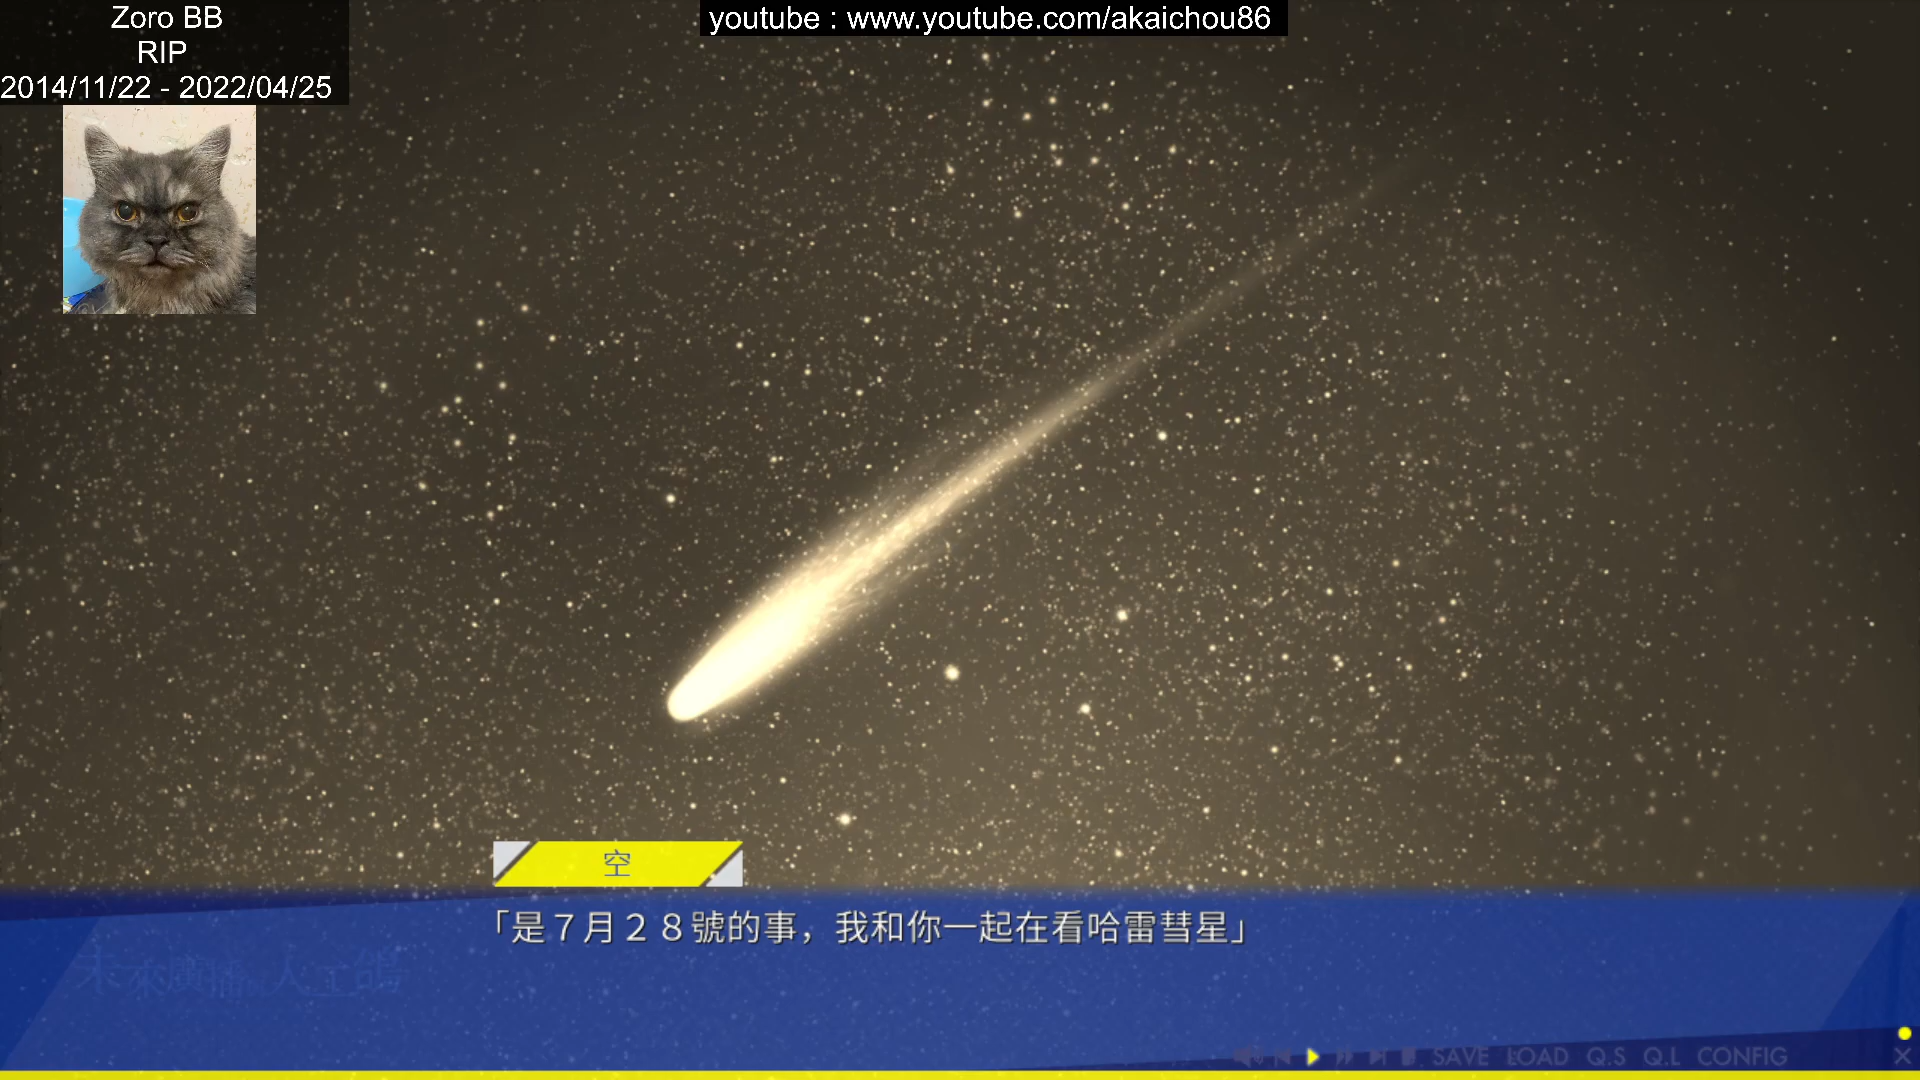 Zoro BB
RIP
2014/11/22 - 2022/04/25
youtube : www.youtube.com/akaichou86
空
「是７月２８號的事，我和你一起在看哈雷彗星」
SAVE LOAD Q.S Q.L CONFIG